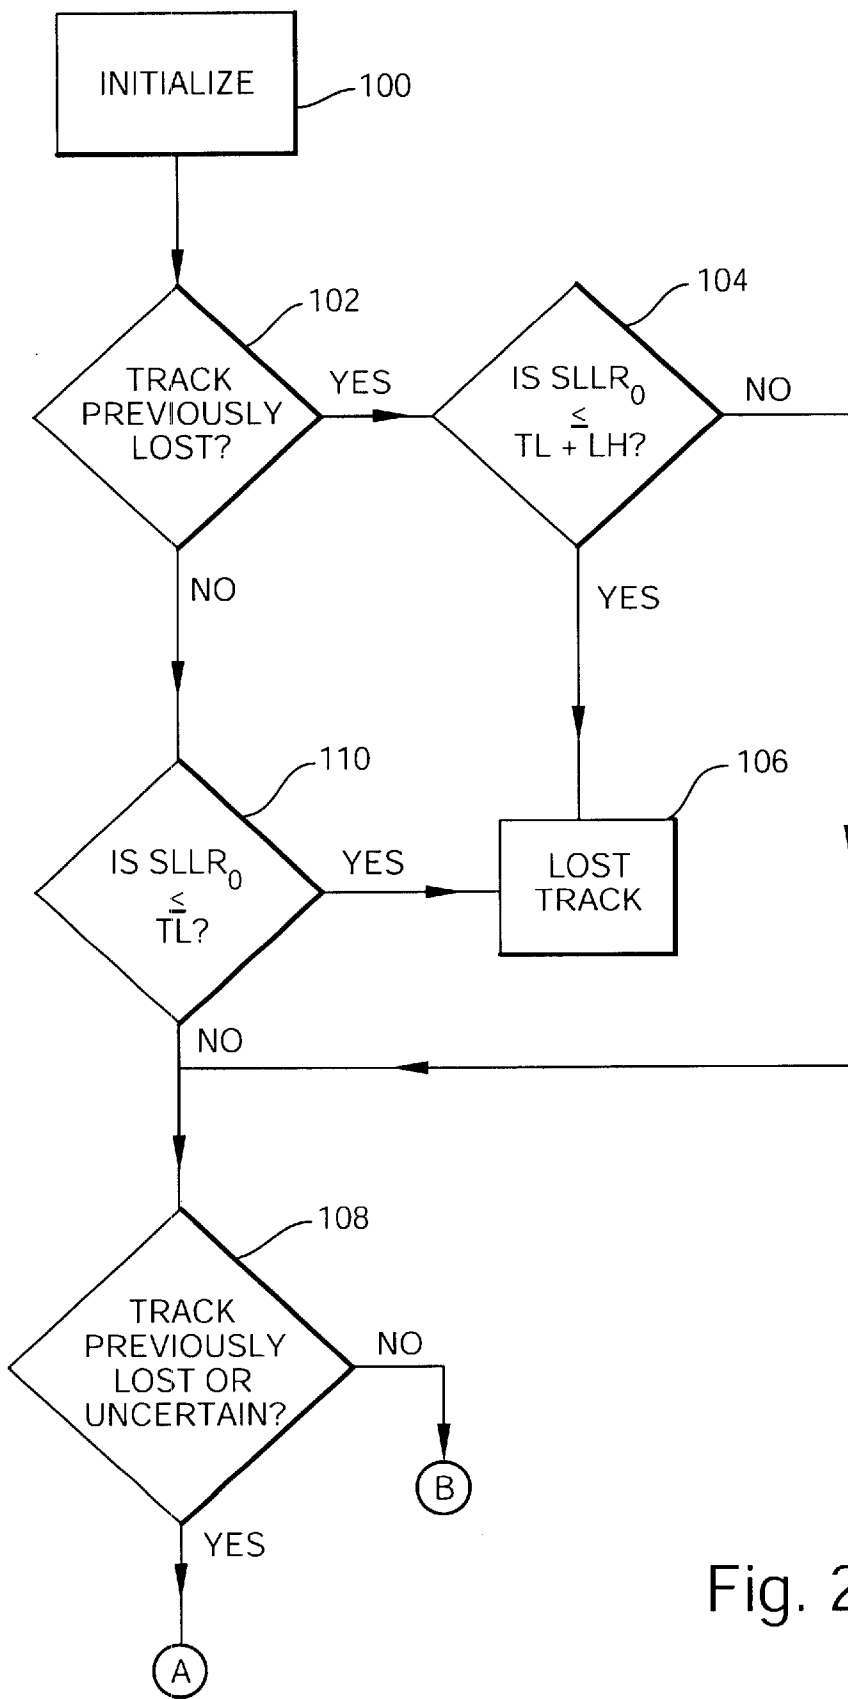 INITIALIZE
100
102
TRACK
PREVIOUSLY
LOST?
YES
NO
104
IS SLLR₀
≤
TL + LH?
NO
YES
110
IS SLLR₀
≤
TL?
YES
NO
106
LOST
TRACK
108
TRACK
PREVIOUSLY
LOST OR
UNCERTAIN?
NO
B
YES
A
Fig.